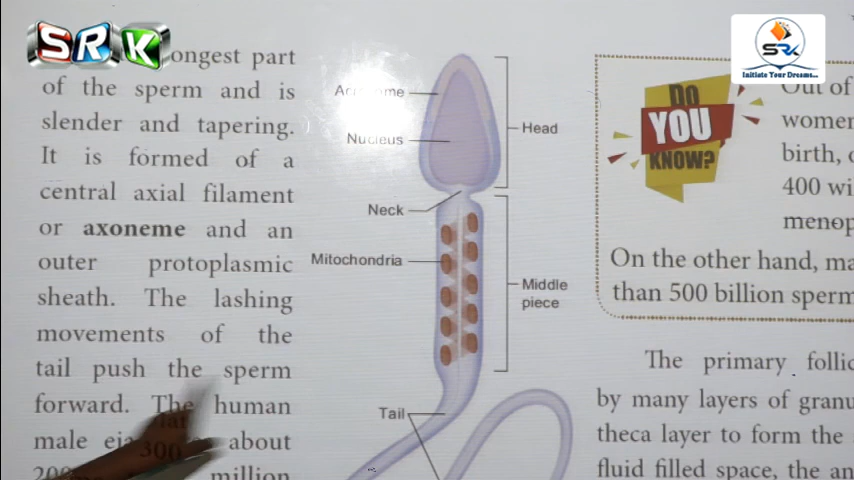 SRK
ongest part
of the sperm and is
slender and tapering.
It is formed of a
central axial filament
or axoneme and an
outer protoplasmic
sheath. The lashing
movements of the
tail push the sperm
forward. The human
male about
300
million
Nucleus
Neck
Mitochondria
Tail
Head
Middle
piece
SRK
Initiate Your Dreams...
DO
YOU
KNOW?
Out of
women
birth,
400 wi
menop
On the other hand, ma
than 500 billion sperm
The primary follic
by many layers of granu
theca layer to form the
fluid filled space, the an